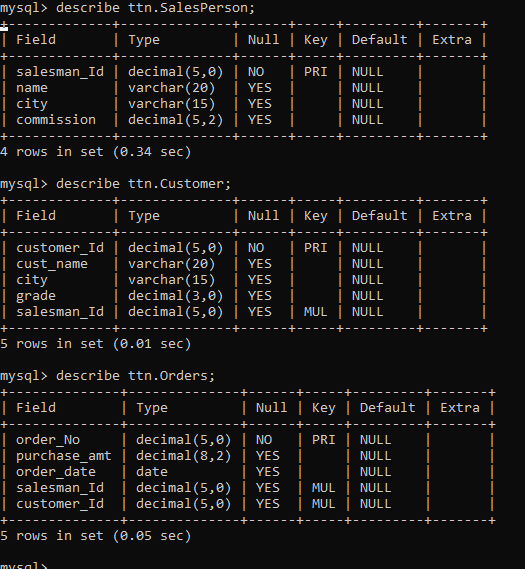 mysql> describe ttn.SalesPerson;
+-------------+--------------+------+-----+---------+-------+
| Field       | Type         | Null | Key | Default | Extra |
+-------------+--------------+------+-----+---------+-------+
| salesman_Id | decimal(5,0) | NO   | PRI | NULL    |       |
| name        | varchar(20)  | YES  |     | NULL    |       |
| city        | varchar(15)  | YES  |     | NULL    |       |
| commission  | decimal(5,2) | YES  |     | NULL    |       |
+-------------+--------------+------+-----+---------+-------+
4 rows in set (0.34 sec)
mysql> describe ttn.Customer;
+-------------+--------------+------+-----+---------+-------+
| Field       | Type         | Null | Key | Default | Extra |
+-------------+--------------+------+-----+---------+-------+
| customer_Id | decimal(5,0) | NO   | PRI | NULL    |       |
| cust_name   | varchar(20)  | YES  |     | NULL    |       |
| city        | varchar(15)  | YES  |     | NULL    |       |
| grade       | decimal(3,0) | YES  |     | NULL    |       |
| salesman_Id | decimal(5,0) | YES  | MUL | NULL    |       |
+-------------+--------------+------+-----+---------+-------+
5 rows in set (0.01 sec)
mysql> describe ttn.Orders;
+--------------+--------------+------+-----+---------+-------+
| Field        | Type         | Null | Key | Default | Extra |
+--------------+--------------+------+-----+---------+-------+
| order_No     | decimal(5,0) | NO   | PRI | NULL    |       |
| purchase_amt | decimal(8,2) | YES  |     | NULL    |       |
| order_date   | date         | YES  |     | NULL    |       |
| salesman_Id  | decimal(5,0) | YES  | MUL | NULL    |       |
| customer_Id  | decimal(5,0) | YES  | MUL | NULL    |       |
+--------------+--------------+------+-----+---------+-------+
5 rows in set (0.05 sec)
mysql>